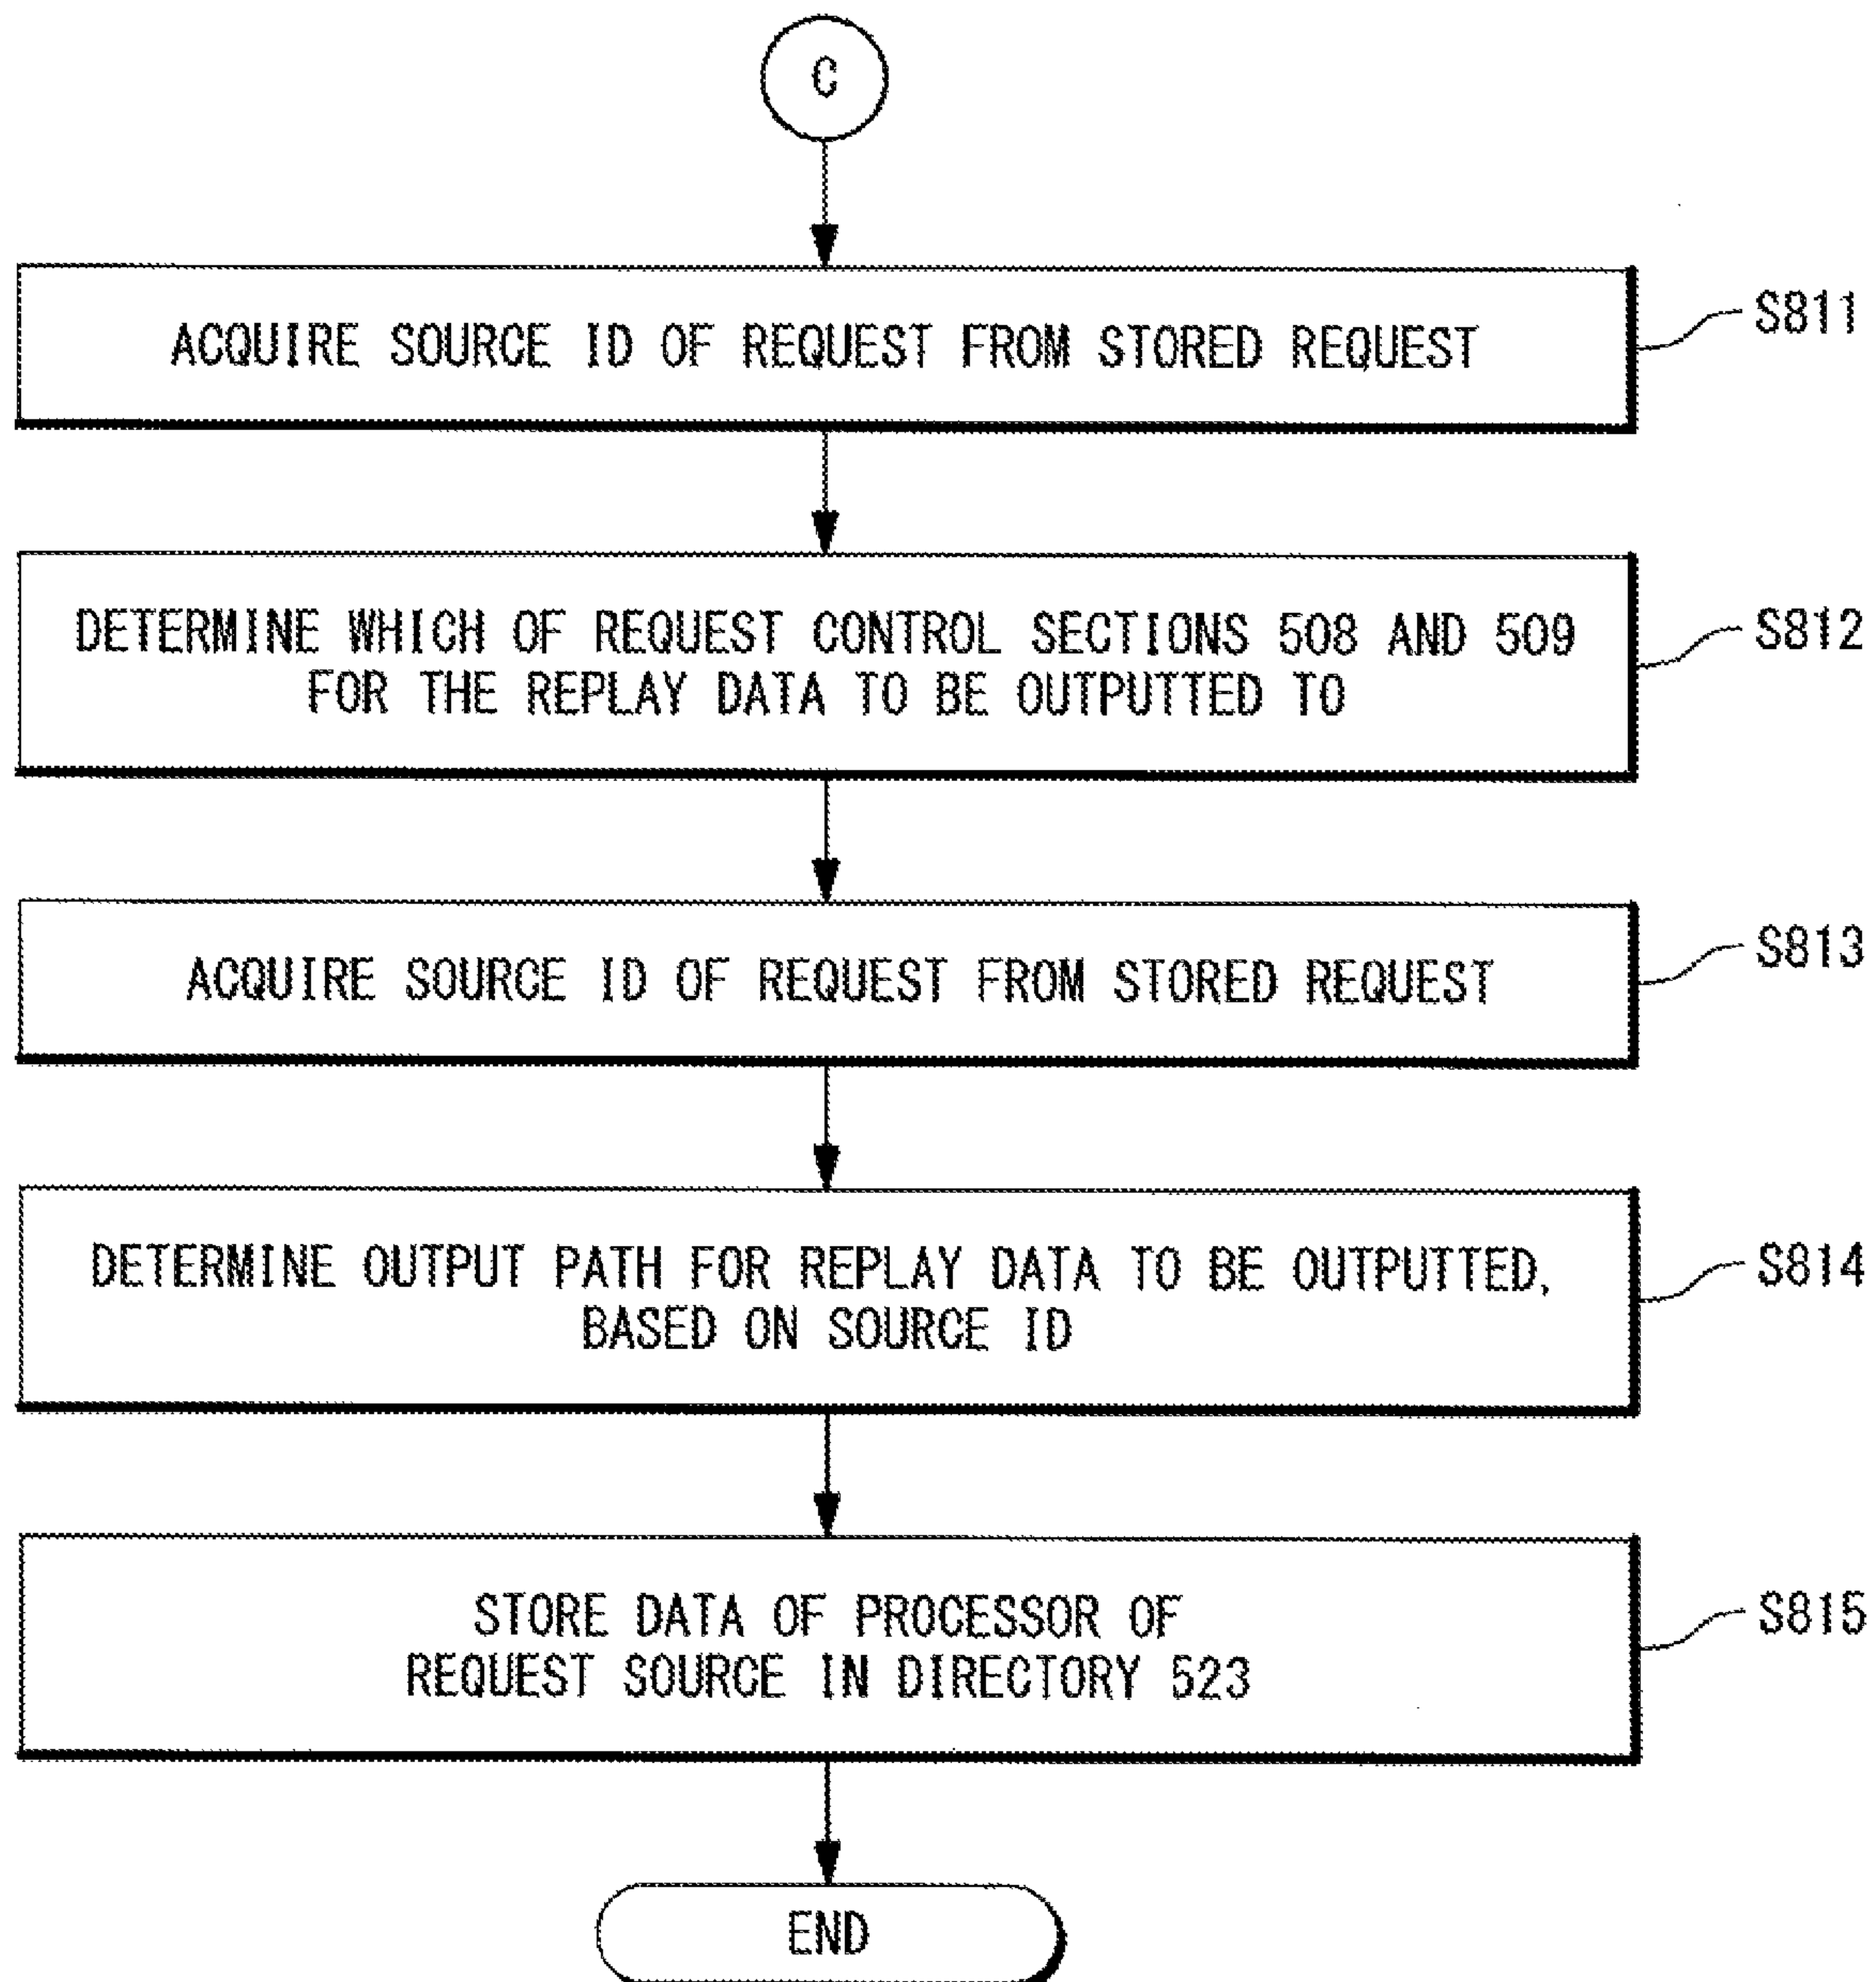 C
ACQUIRE SOURCE ID OF REQUEST FROM STORED REQUEST
S811
DETERMINE WHICH OF REQUEST CONTROL SECTIONS 508 AND 509
FOR THE REPLAY DATA TO BE OUTPUTTED TO
S812
ACQUIRE SOURCE ID OF REQUEST FROM STORED REQUEST
S813
DETERMINE OUTPUT PATH FOR REPLAY DATA TO BE OUTPUTTED,
BASED ON SOURCE ID
S814
STORE DATA OF PROCESSOR OF
REQUEST SOURCE IN DIRECTORY 523
S815
END